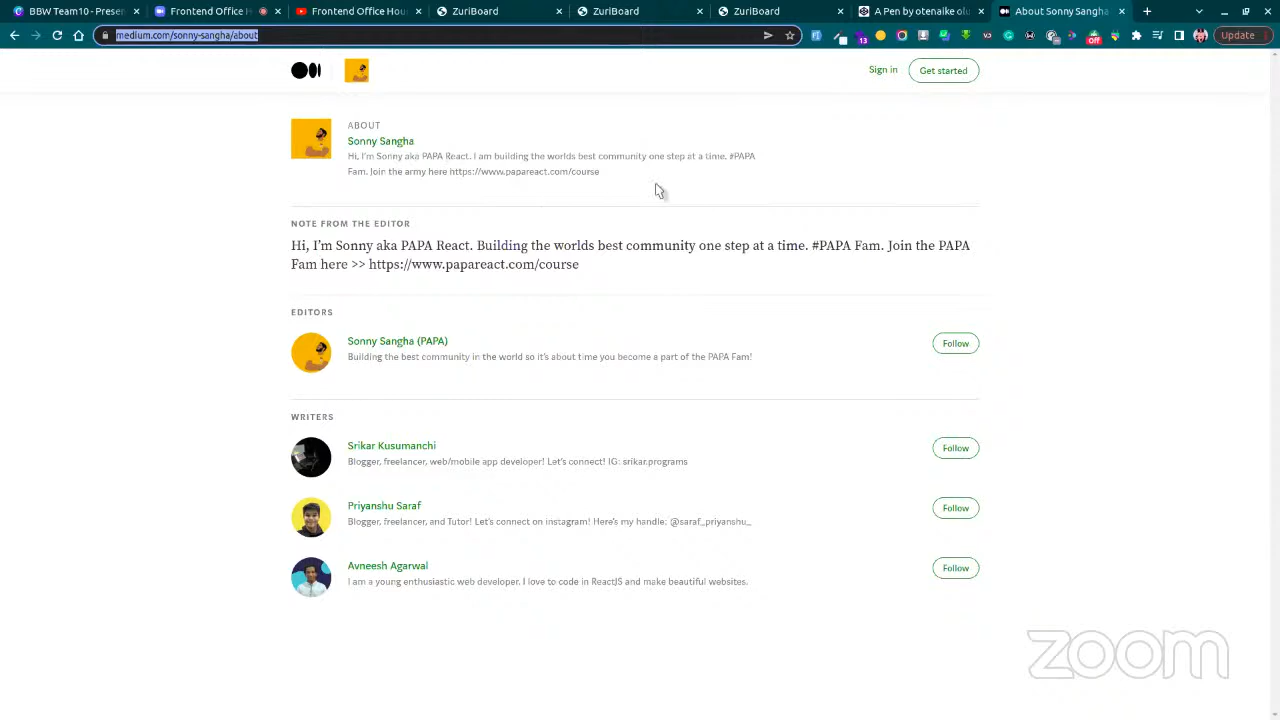 BBW Team10 - Presen
Frontend Office H
Frontend Office Hou
ZuriBoard
ZuriBoard
ZuriBoard
A Pen by otenaike olu
About Sonny Sangha
medium.com/sonny-sangha/about
13
Off
Update
Sign in
Get started
ABOUT
Sonny Sangha
Hi, I'm Sonny aka PAPA React. I am building the worlds best community one step at a time. #PAPA
Fam. Join the army here https://www.papareact.com/course
NOTE FROM THE EDITOR
Hi, I'm Sonny aka PAPA React. Building the worlds best community one step at a time. #PAPA Fam. Join the PAPA
Fam here >> https://www.papareact.com/course
EDITORS
Sonny Sangha (PAPA)
Building the best community in the world so it's about time you become a part of the PAPA Fam!
Follow
WRITERS
Srikar Kusumanchi
Blogger, freelancer, web/mobile app developer! Let's connect! IG: srikar.programs
Follow
Priyanshu Saraf
Blogger, freelancer, and Tutor! Let's connect on instagram! Here's my handle: @saraf_priyanshu_
Follow
Avneesh Agarwal
I am a young enthusiastic web developer. I love to code in ReactJS and make beautiful websites.
Follow
zoom